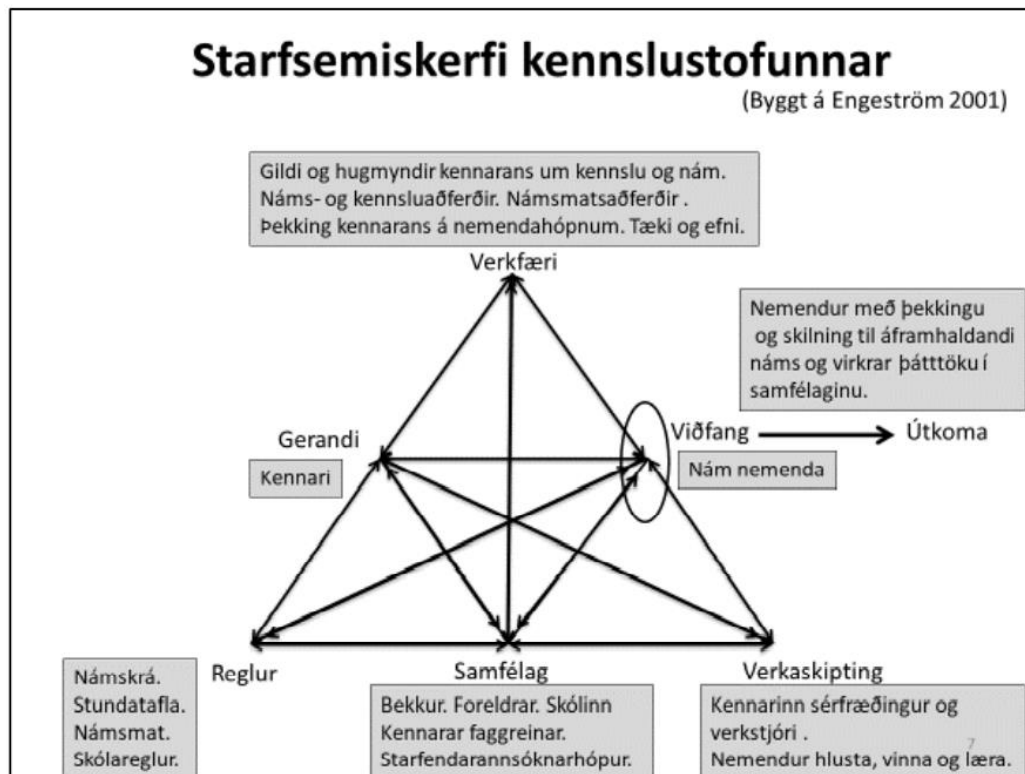 Starfsemiskerfi kennslustofunnar
(Byggt á Engeström 2001)
Gildi og hugmyndir kennarans um kennslu og nám.
Náms- og kennsluaðferðir. Námsmatsaðferðir .
Þekking kennarans á nemendahópnum. Tæki og efni.
Verkfæri
Nemendur með þekkingu
og skilning til áframhaldandi
náms og virkrar þátttöku í
samfélaginu.
Gerandi
Viðfang
Útkoma
Kennari
Nám nemenda
Reglur
Samfélag
Verkaskipting
Námskrá.
Stundatafla.
Námsmat.
Skólareglur.
Bekkur. Foreldrar. Skólinn
Kennarar faggreinar.
Starfendarannsóknarhópur.
Kennarinn sérfræðingur og
verkstjóri .
Nemendur hlusta, vinna og læra.
7